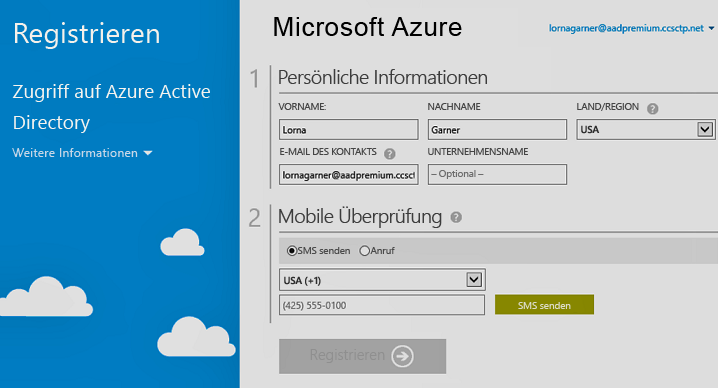 Registrieren
Zugriff auf Azure Active
Directory
Weitere Informationen
Microsoft Azure
lornagarner@aadpremium.ccsctp.net
1 Persönliche Informationen
VORNAME: NACHNAME LAND/REGION ?
Lorna Garner USA
E-MAIL DES KONTAKTS ? UNTERNEHMENSNAME
lornagarner@aadpremium.ccsct – Optional –
2 Mobile Überprüfung ?
SMS senden Anruf
USA (+1)
(425) 555-0100 SMS senden
Registrieren